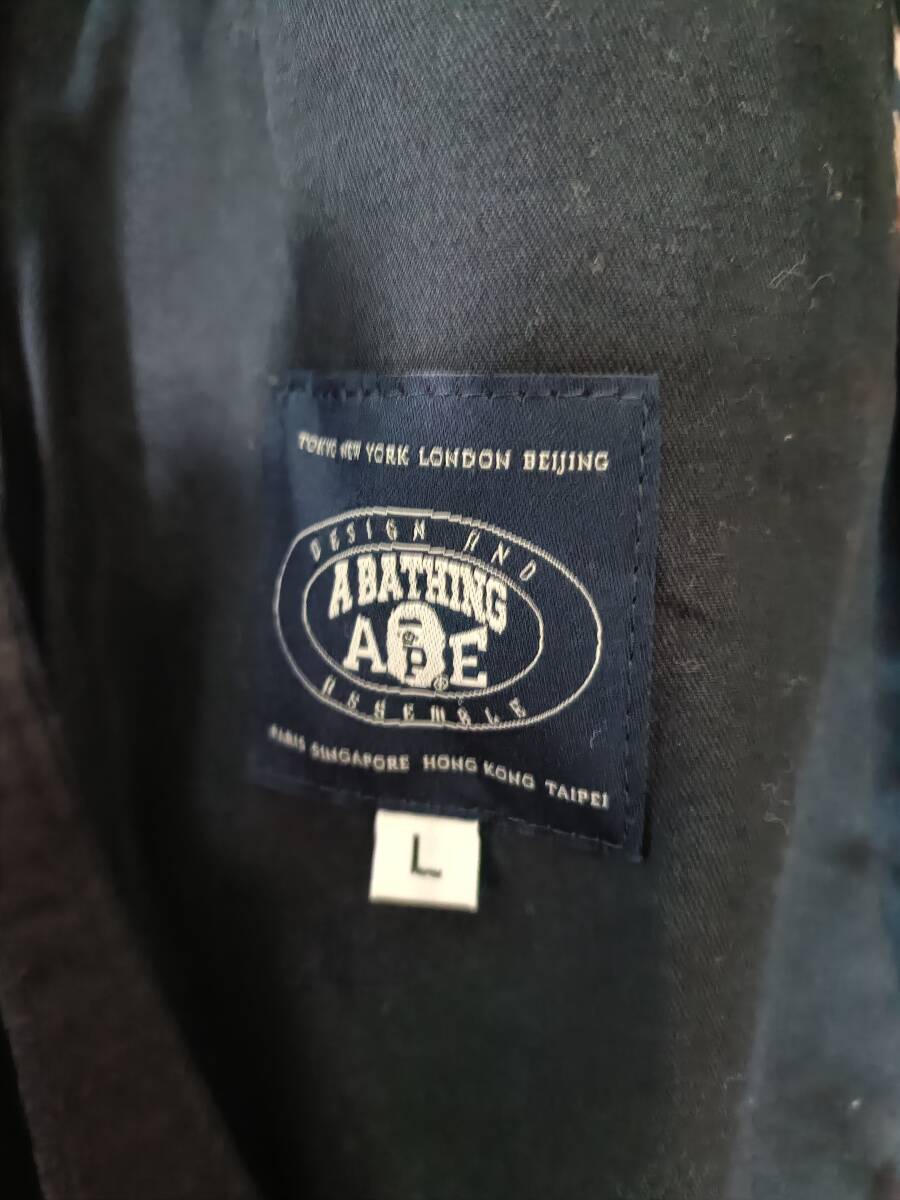 TOKYO NEW YORK LONDON BEIJING
DESIGN AND
A BATHING
APE
®
ASSEMBLE
PARIS SINGAPORE HONG KONG TAIPEI
L